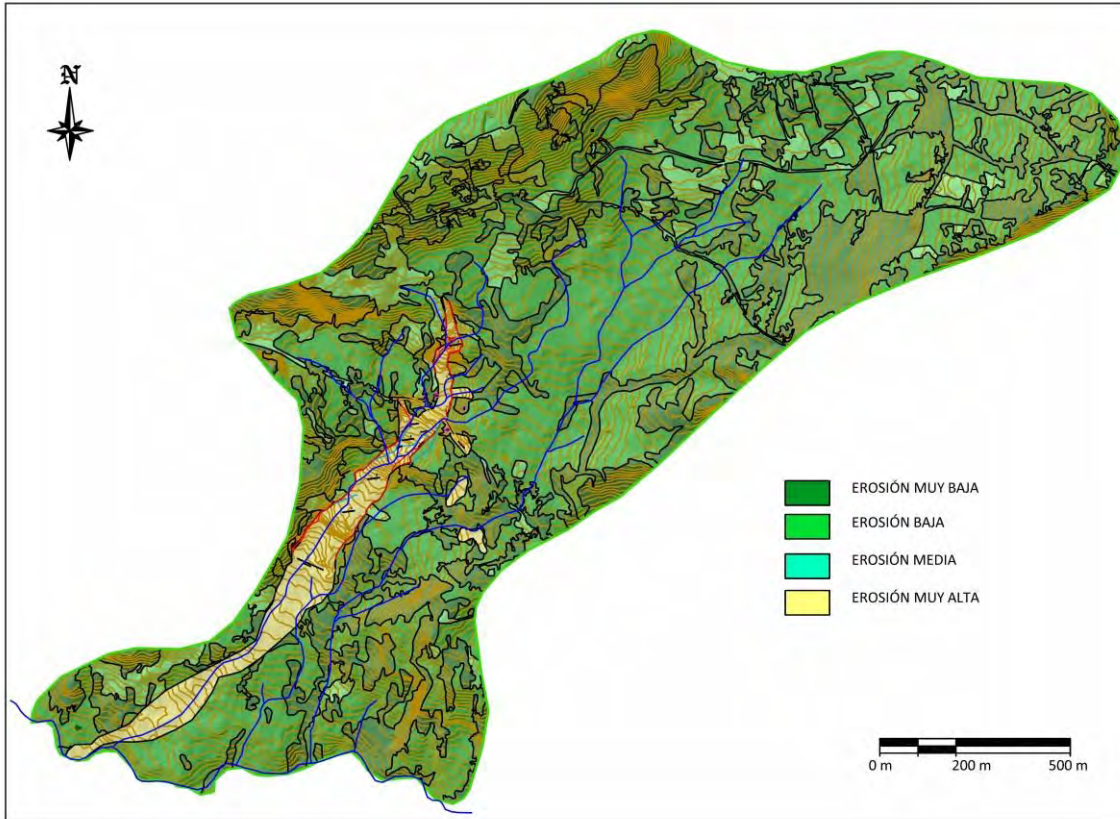 N
EROSIÓN MUY BAJA
EROSIÓN BAJA
EROSIÓN MEDIA
EROSIÓN MUY ALTA
0 m 200 m 500 m